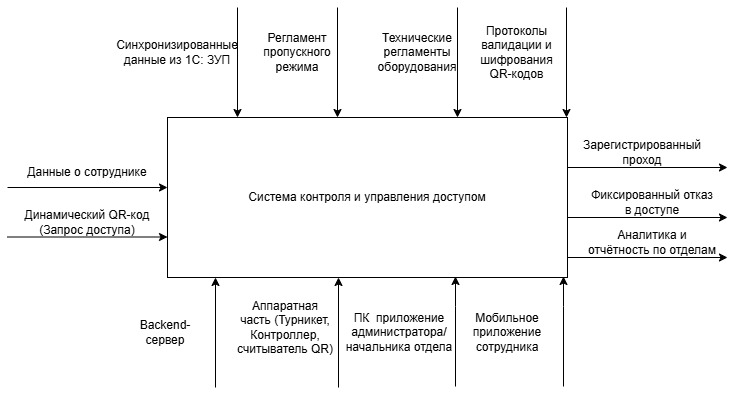 Синхронизированные
данные из 1С: ЗУП
Регламент
пропускного
режима
Технические
регламенты
оборудования
Протоколы
валидации и
шифрования
QR-кодов
Данные о сотруднике
Динамический QR-код
(Запрос доступа)
Система контроля и управления доступом
Зарегистрированный
проход
Фиксированный отказ
в доступе
Аналитика и
отчётность по отделам
Backend-
сервер
Аппаратная
часть (Турникет,
Контроллер,
считыватель QR)
ПК приложение
администратора/
начальника отдела
Мобильное
приложение
сотрудника